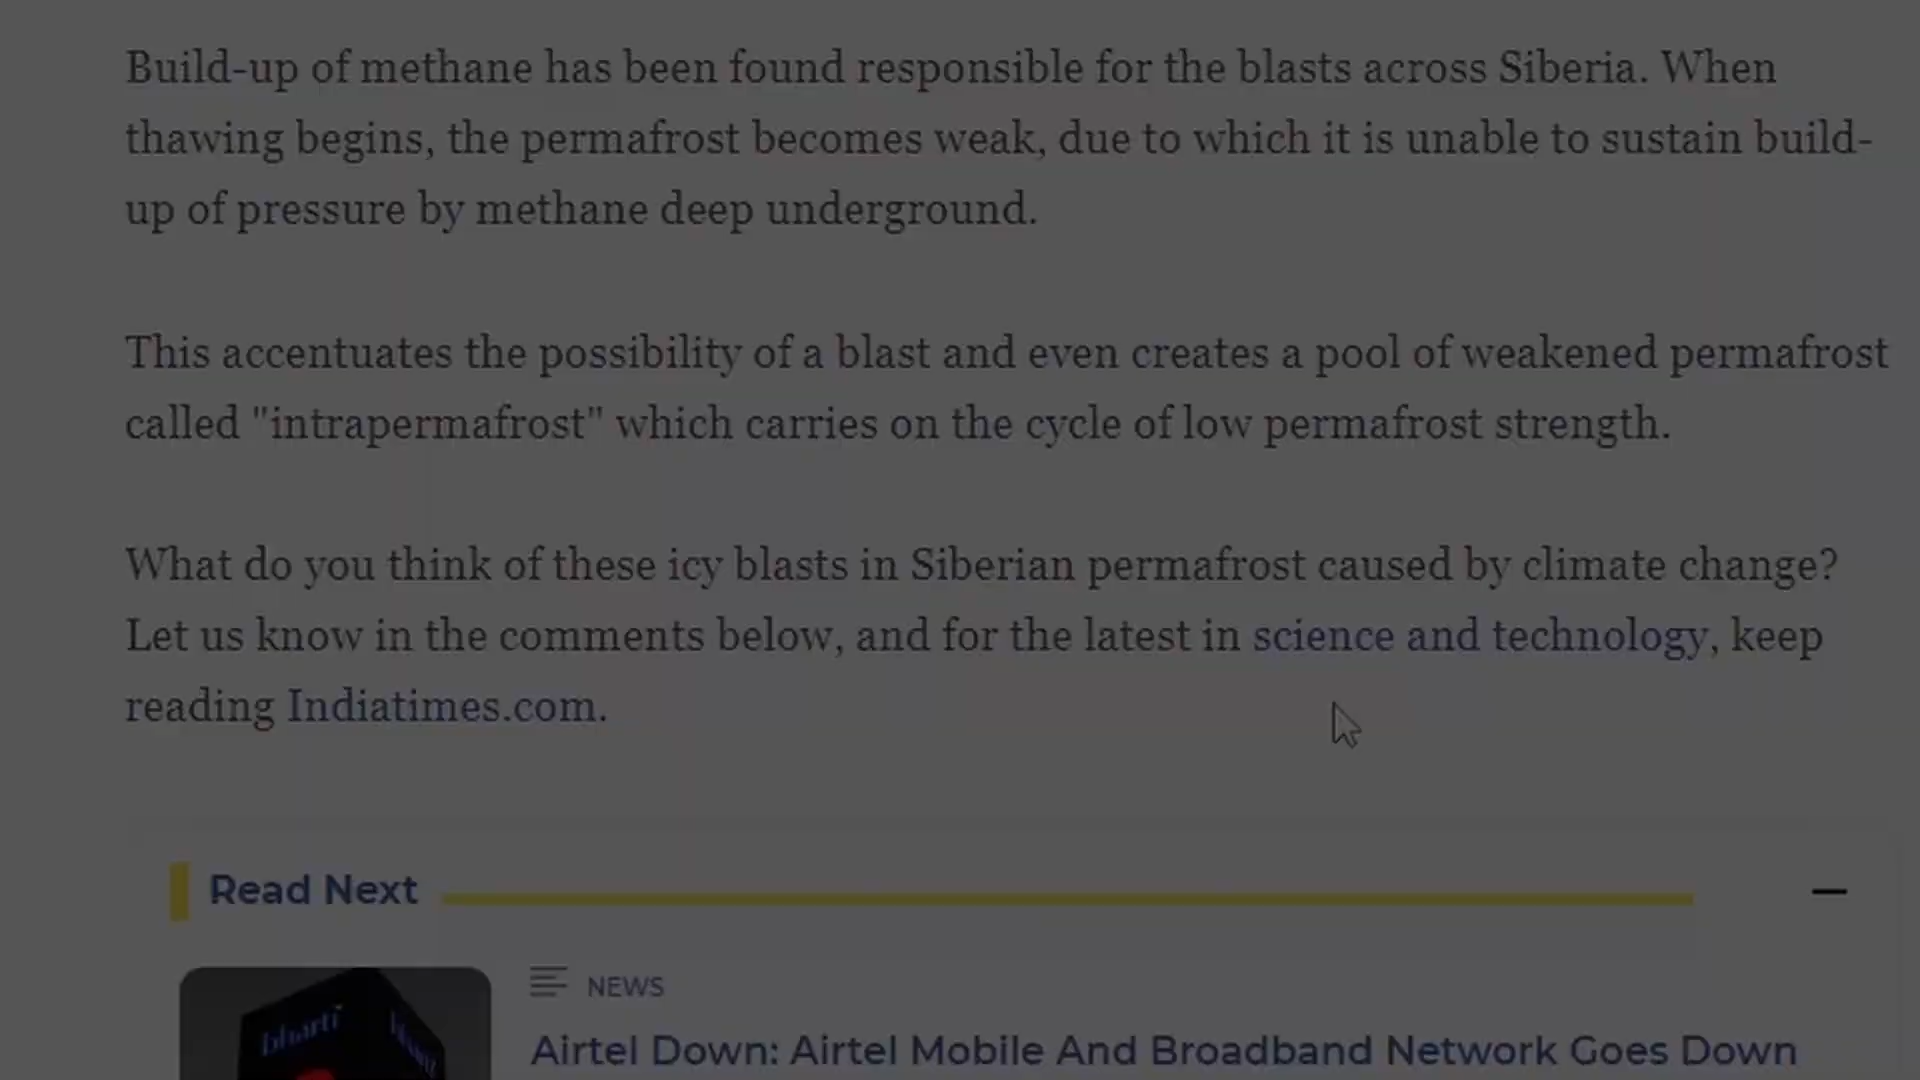 Build-up of methane has been found responsible for the blasts across Siberia. When
thawing begins, the permafrost becomes weak, due to which it is unable to sustain build-
up of pressure by methane deep underground.
This accentuates the possibility of a blast and even creates a pool of weakened permafrost
called "intrapermafrost" which carries on the cycle of low permafrost strength.
What do you think of these icy blasts in Siberian permafrost caused by climate change?
Let us know in the comments below, and for the latest in science and technology, keep
reading Indiatimes.com.
Read Next
NEWS
Airtel Down: Airtel Mobile And Broadband Network Goes Down
bharti